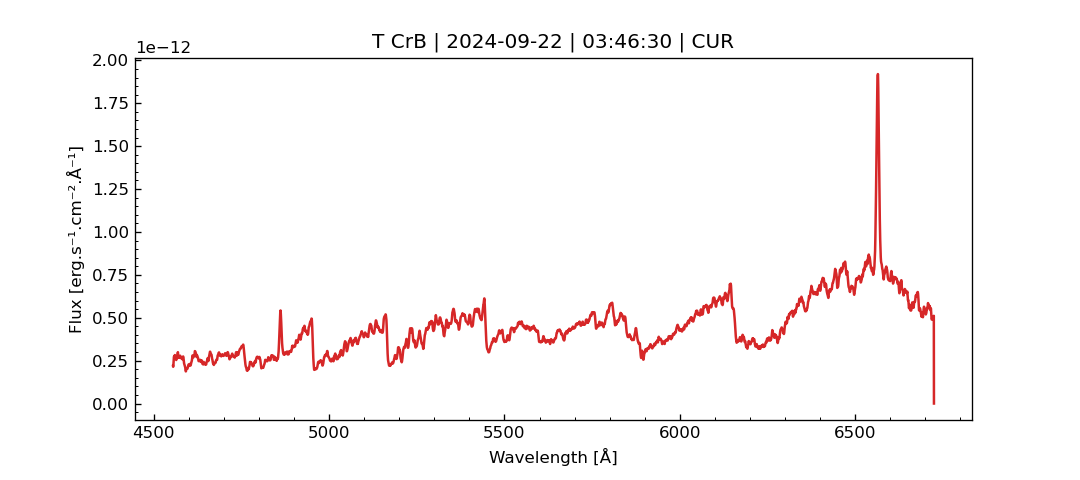 T CrB | 2024-09-22 | 03:46:30 | CUR
1e−12
2.00
1.75
1.50
1.25
1.00
0.75
0.50
0.25
0.00
Flux [erg.s⁻¹.cm⁻².Å⁻¹]
4500 5000 5500 6000 6500
Wavelength [Å]